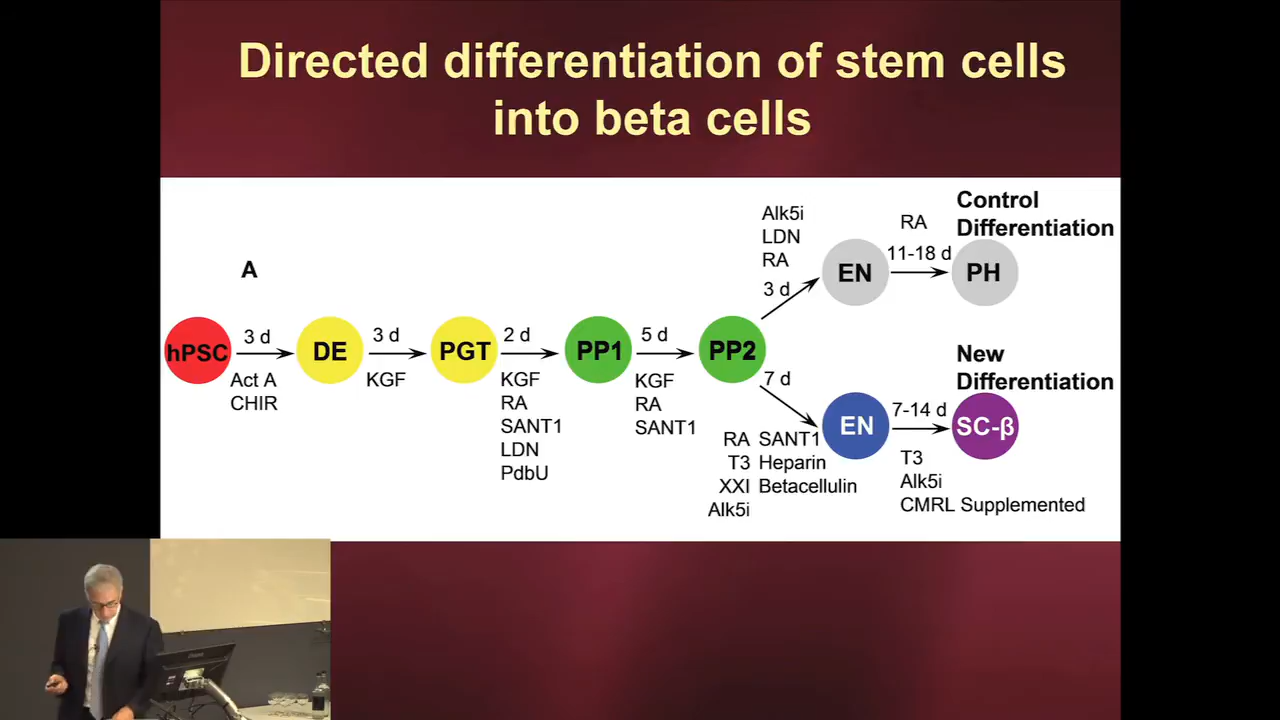 Directed differentiation of stem cells
into beta cells
A
hPSC
3 d
Act A
CHIR
DE
3 d
KGF
PGT
2 d
KGF
RA
SANT1
LDN
PdbU
PP1
5 d
KGF
RA
SANT1
PP2
Alk5i
LDN
RA
3 d
EN
RA
11-18 d
Control
Differentiation
PH
7 d
RA SANT1
T3 Heparin
XXI Betacellulin
Alk5i
EN
7-14 d
T3
Alk5i
CMRL Supplemented
New
Differentiation
SC-β